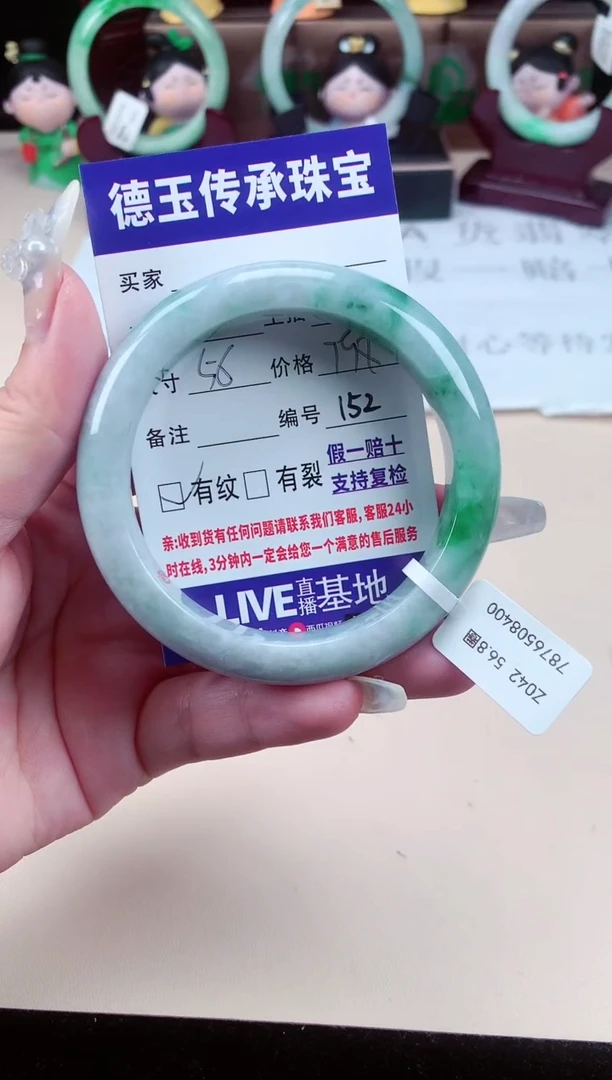 德玉传承珠宝
买家
寸 56 价格
备注 编号 152
有纹 有裂 假一赔十
支持复检
亲:收到货有任何问题请联系我们客服,客服24小
时在线,3分钟内一定会给您一个满意的售后服务
LIVE直播基地
Z042 56.8圈
7876508400